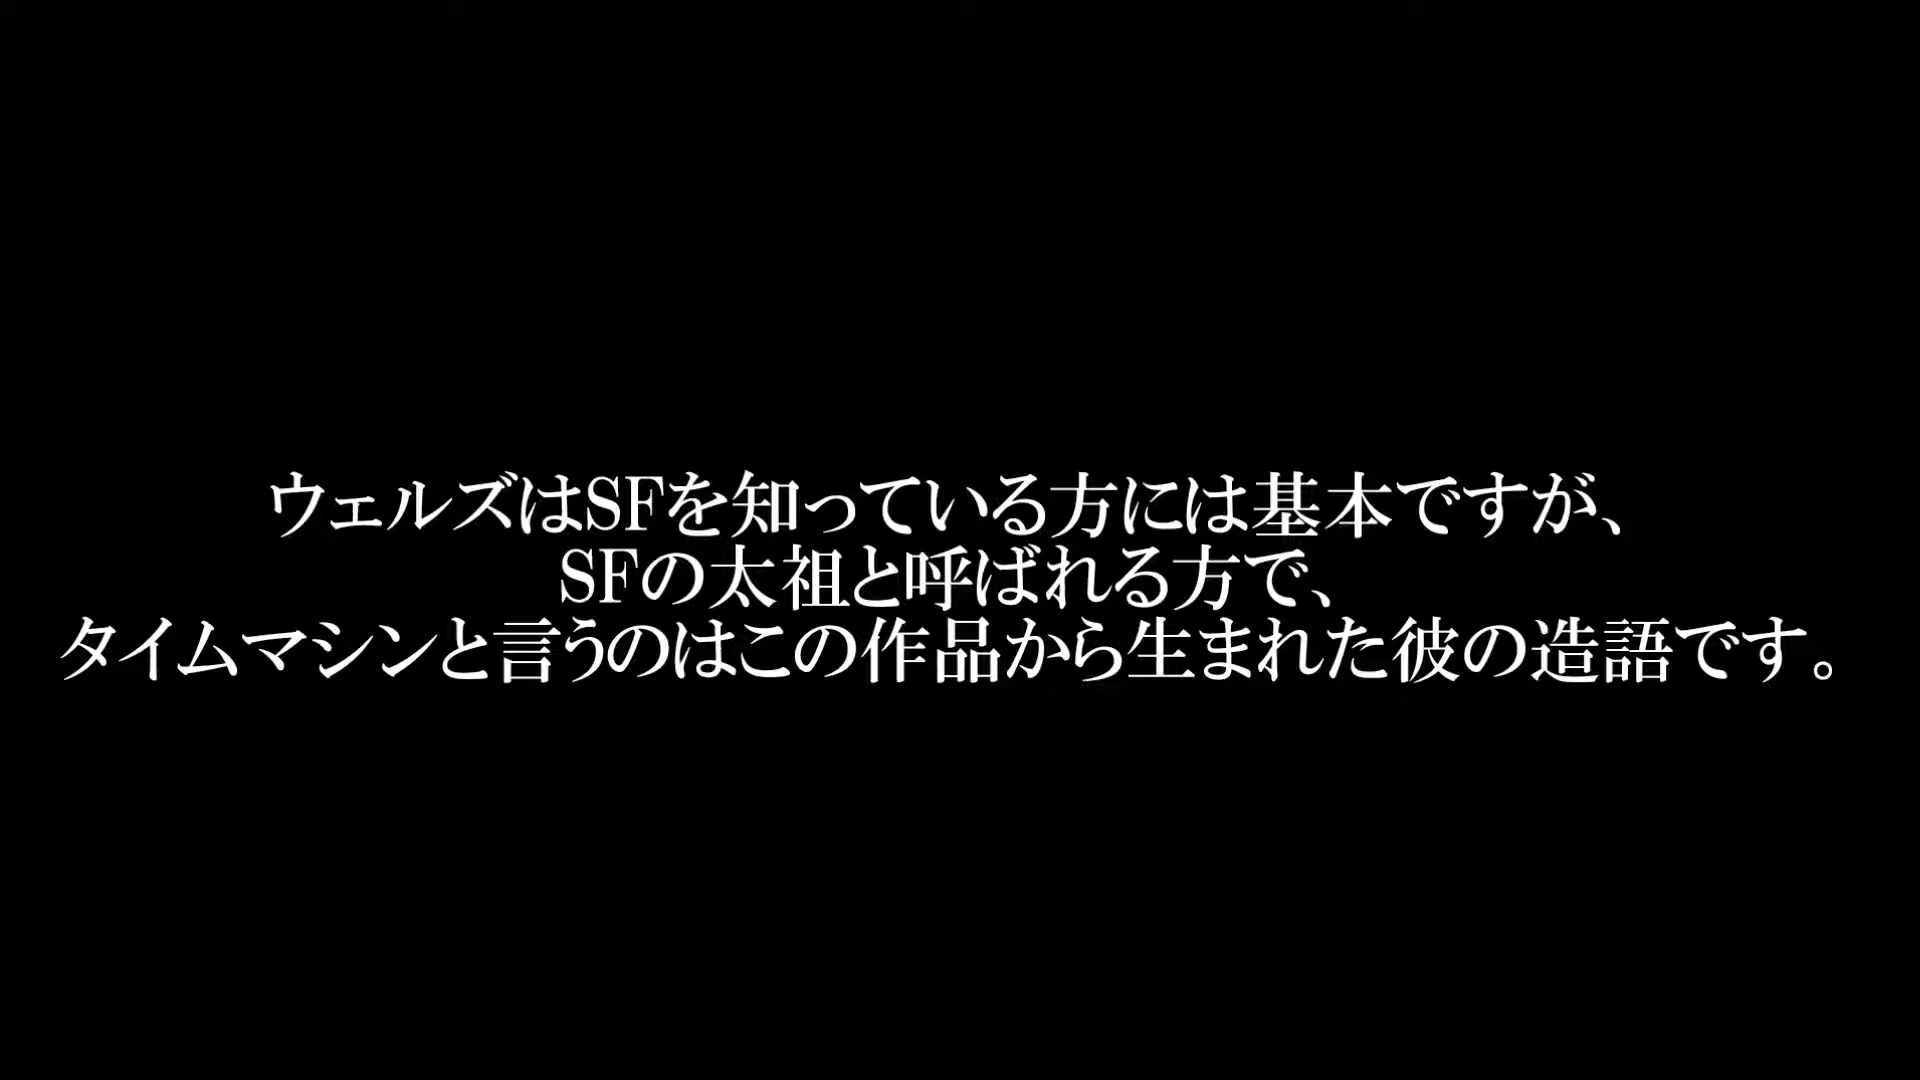 ウェルズはSFを知っている方には基本ですが、
SFの太祖と呼ばれる方で、
タイムマシンと言うのはこの作品から生まれた彼の造語です。